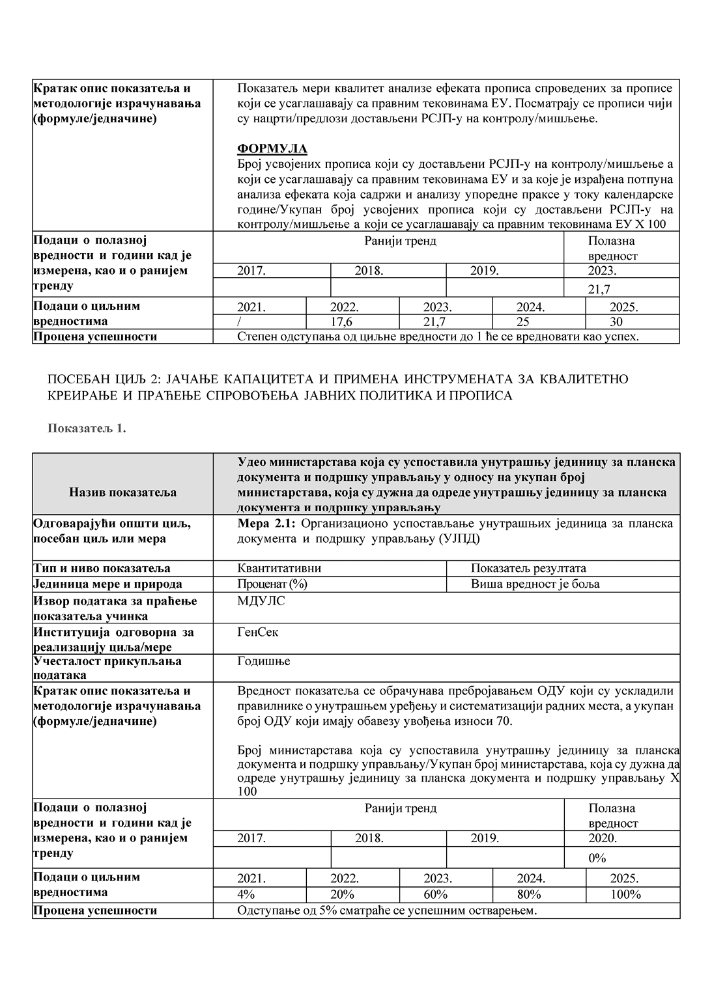 Кратак опис показатеља и
методологије израчунавања
(формуле/једначине)
Показатељ мери квалитет анализе ефеката прописа спроведених за прописе
који се усаглашавају са правним тековинама ЕУ. Посматрају се прописи чији
су нацрти/предлози достављени РСЈП-у на контролу/мишљење.
ФОРМУЛА
Број усвојених прописа који су достављени РСЈП-у на контролу/мишљење а
који се усаглашавају са правним тековинама ЕУ и за које је израђена потпуна
анализа ефеката која садржи и анализу упоредне праксе у току календарске
године/Укупан број усвојених прописа који су достављени РСЈП-у на
контролу/мишљење а који се усаглашавају са правним тековинама ЕУ X 100
Подаци о полазној
вредности и години кад је
измерена, као и о ранијем
тренду
Ранији тренд
Полазна
вредност
2017. 2018. 2019. 2023.
21,7
Подаци о циљним
вредностима
2021. 2022. 2023. 2024. 2025.
/ 17,6 21,7 25 30
Процена успешности
Степен одступања од циљне вредности до 1 ће се вредновати као успех.
ПОСЕБАН ЦИЉ 2: ЈАЧАЊЕ КАПАЦИТЕТА И ПРИМЕНА ИНСТРУМЕНАТА ЗА КВАЛИТЕТНО
КРЕИРАЊЕ И ПРАЋЕЊЕ СПРОВОЂЕЊА ЈАВНИХ ПОЛИТИКА И ПРОПИСА
Показатељ 1.
Назив показатеља
Удео министарстава која су успоставила унутрашњу јединицу за планска
документа и подршку управљању у односу на укупан број
министарстава, која су дужна да одреде унутрашњу јединицу за планска
документа и подршку управљању
Одговарајући општи циљ,
посебан циљ или мера
Мера 2.1: Организационо успостављање унутрашњих јединица за планска
документа и подршку управљању (УЈПД)
Тип и ниво показатеља
Квантитативни
Показатељ резултата
Јединица мере и природа
Проценат (%)
Виша вредност је боља
Извор података за праћење
показатеља учинка
МДУЛС
Институција одговорна за
реализацију циља/мере
ГенСек
Учесталост прикупљања
података
Годишње
Кратак опис показатеља и
методологије израчунавања
(формуле/једначине)
Вредност показатеља се обрачунава пребројавањем ОДУ који су ускладили
правилнике о унутрашњем уређењу и систематизацији радних места, а укупан
број ОДУ који имају обавезу увођења износи 70.
Број министарстава која су успоставила унутрашњу јединицу за планска
документа и подршку управљању/Укупан број министарстава, која су дужна да
одреде унутрашњу јединицу за планска документа и подршку управљању X
100
Подаци о полазној
вредности и години кад је
измерена, као и о ранијем
тренду
Ранији тренд
Полазна
вредност
2017. 2018. 2019. 2020.
0%
Подаци о циљним
вредностима
2021. 2022. 2023. 2024. 2025.
4% 20% 60% 80% 100%
Процена успешности
Одступање од 5% сматраће се успешним остварењем.